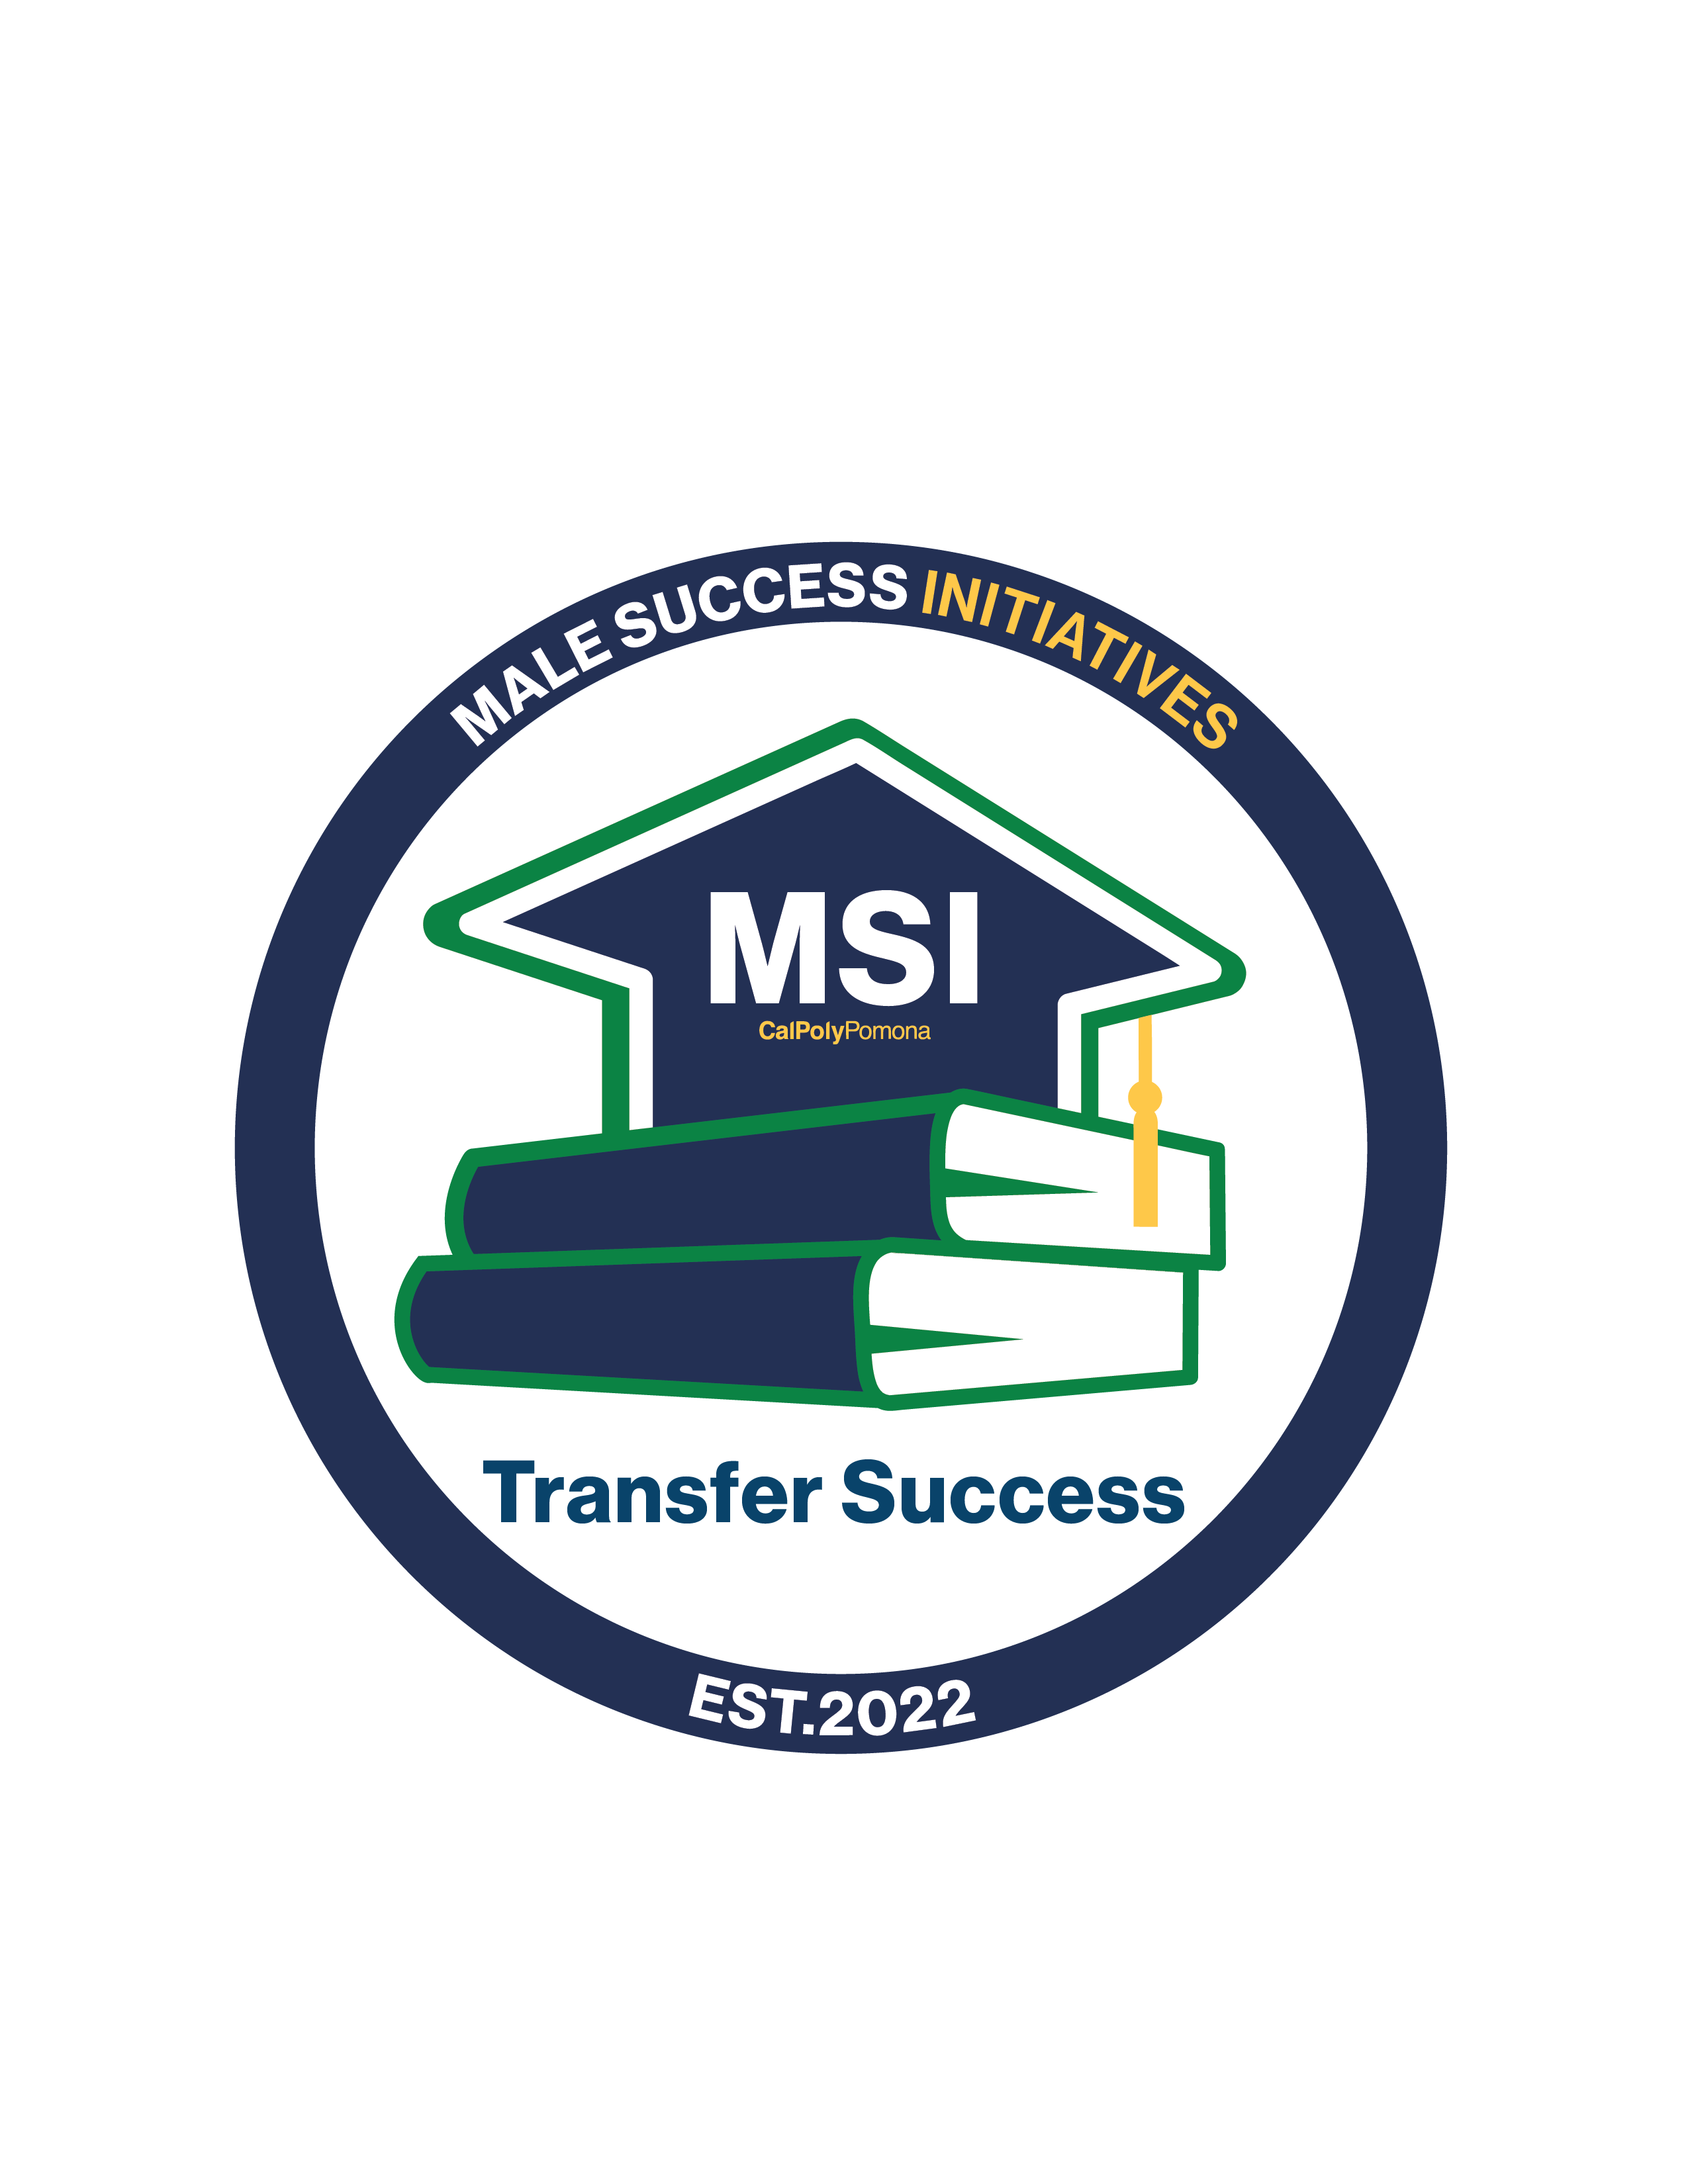 MALE SUCCESS INITIATIVES
MSI
CalPolyPomona
Transfer Success
EST.2022